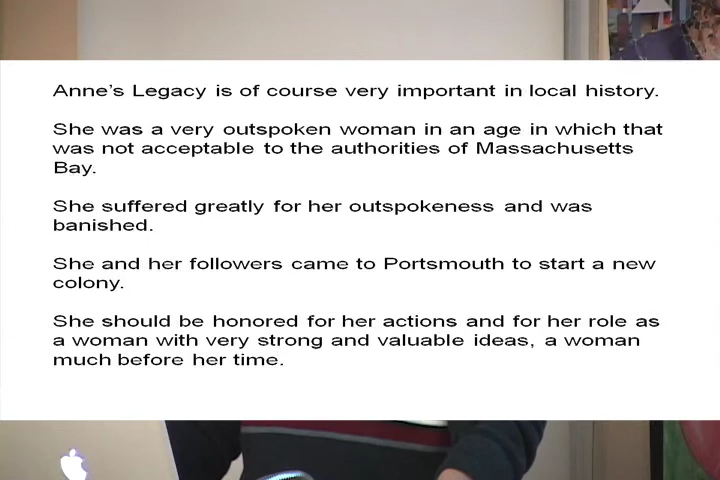 Anne's Legacy is of course very important in local history.
She was a very outspoken woman in an age in which that
was not acceptable to the authorities of Massachusetts
Bay.
She suffered greatly for her outspokeness and was
banished.
She and her followers came to Portsmouth to start a new
colony.
She should be honored for her actions and for her role as
a woman with very strong and valuable ideas, a woman
much before her time.